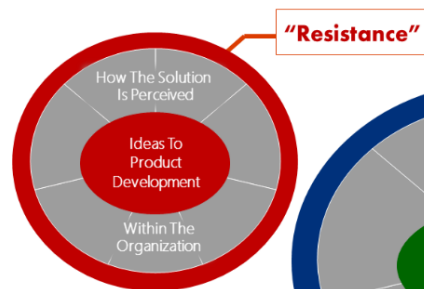 “Resistance”
How The Solution
Is Perceived
Ideas To
Product
Development
Within The
Organization